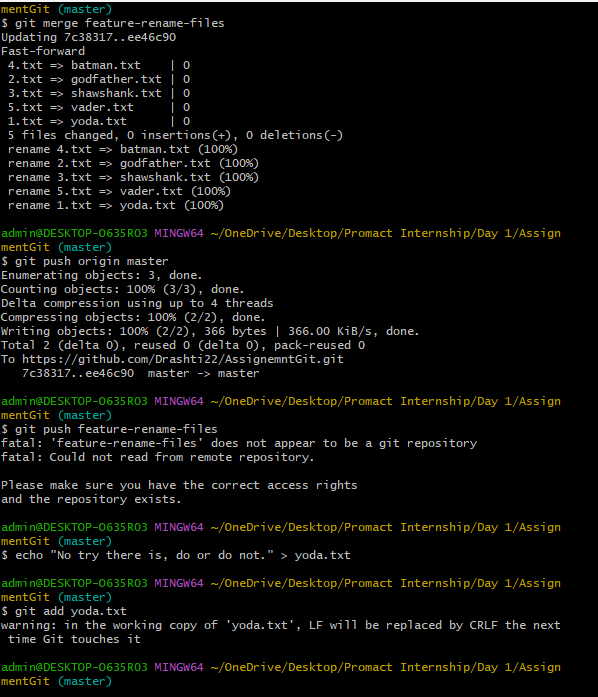 mentGit (master)
$ git merge feature-rename-files
Updating 7c38317..ee46c90
Fast-forward
 4.txt => batman.txt    | 0
 2.txt => godfather.txt | 0
 3.txt => shawshank.txt | 0
 5.txt => vader.txt     | 0
 1.txt => yoda.txt      | 0
 5 files changed, 0 insertions(+), 0 deletions(-)
 rename 4.txt => batman.txt (100%)
 rename 2.txt => godfather.txt (100%)
 rename 3.txt => shawshank.txt (100%)
 rename 5.txt => vader.txt (100%)
 rename 1.txt => yoda.txt (100%)
admin@DESKTOP-O635RO3 MINGW64 ~/OneDrive/Desktop/Promact Internship/Day 1/Assign
mentGit (master)
$ git push origin master
Enumerating objects: 3, done.
Counting objects: 100% (3/3), done.
Delta compression using up to 4 threads
Compressing objects: 100% (2/2), done.
Writing objects: 100% (2/2), 366 bytes | 366.00 KiB/s, done.
Total 2 (delta 0), reused 0 (delta 0), pack-reused 0
To https://github.com/Drashti22/AssignemntGit.git
   7c38317..ee46c90  master -> master
admin@DESKTOP-O635RO3 MINGW64 ~/OneDrive/Desktop/Promact Internship/Day 1/Assign
mentGit (master)
$ git push feature-rename-files
fatal: 'feature-rename-files' does not appear to be a git repository
fatal: Could not read from remote repository.
Please make sure you have the correct access rights
and the repository exists.
admin@DESKTOP-O635RO3 MINGW64 ~/OneDrive/Desktop/Promact Internship/Day 1/Assign
mentGit (master)
$ echo "No try there is, do or do not." > yoda.txt
admin@DESKTOP-O635RO3 MINGW64 ~/OneDrive/Desktop/Promact Internship/Day 1/Assign
mentGit (master)
$ git add yoda.txt
warning: in the working copy of 'yoda.txt', LF will be replaced by CRLF the next
 time Git touches it
admin@DESKTOP-O635RO3 MINGW64 ~/OneDrive/Desktop/Promact Internship/Day 1/Assign
mentGit (master)